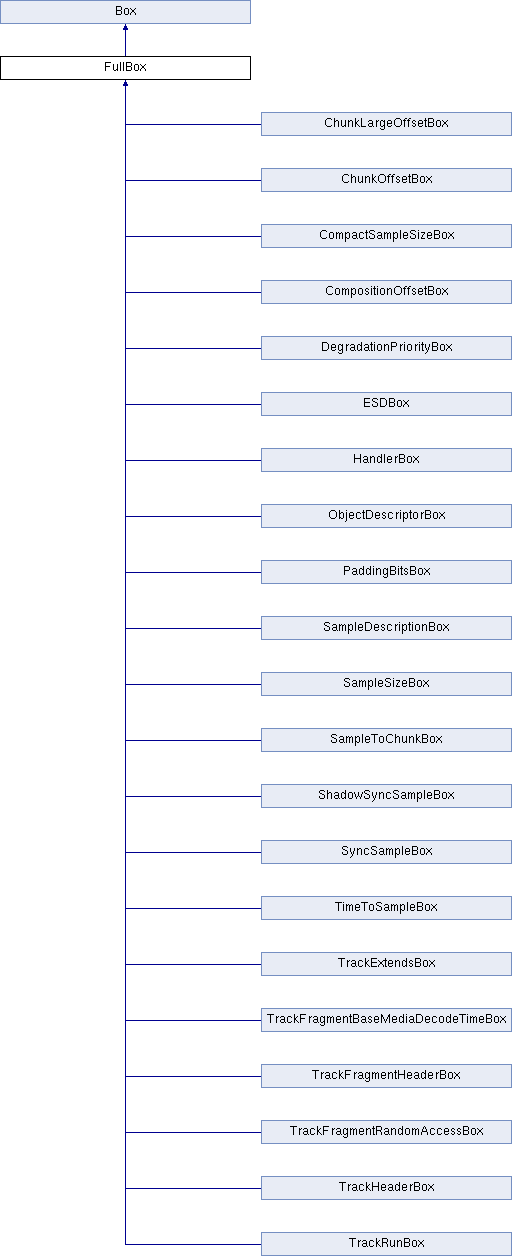 Box
FullBox
ChunkLargeOffsetBox
ChunkOffsetBox
CompactSampleSizeBox
CompositionOffsetBox
DegradationPriorityBox
ESDBox
HandlerBox
ObjectDescriptorBox
PaddingBitsBox
SampleDescriptionBox
SampleSizeBox
SampleToChunkBox
ShadowSyncSampleBox
SyncSampleBox
TimeToSampleBox
TrackExtendsBox
TrackFragmentBaseMediaDecodeTimeBox
TrackFragmentHeaderBox
TrackFragmentRandomAccessBox
TrackHeaderBox
TrackRunBox